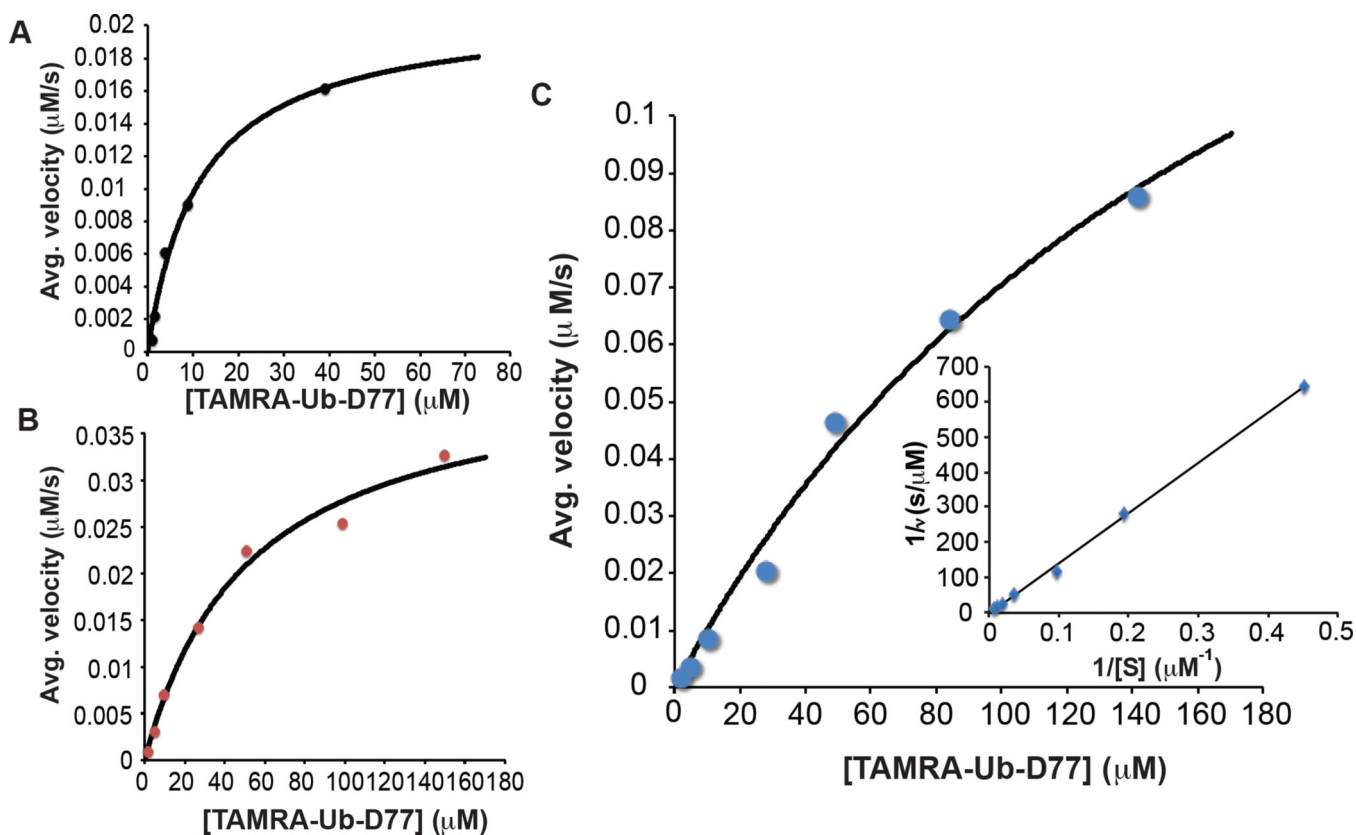 A
Avg. velocity (μM/s)
0.02
0.018
0.016
0.014
0.012
0.01
0.008
0.006
0.004
0.002
0
0 10 20 30 40 50 60 70 80
[TAMRA-Ub-D77] (μM)
B
Avg. velocity (μM/s)
0.035
0.03
0.025
0.02
0.015
0.01
0.005
0
0 20 40 60 80 100 120 140 160 180
[TAMRA-Ub-D77] (μM)
C
Avg. velocity (μ M/s)
0.1
0.09
0.08
0.07
0.06
0.05
0.04
0.03
0.02
0.01
0
0 20 40 60 80 100 120 140 160 180
[TAMRA-Ub-D77] (μM)
1/ν (s/μM)
700
600
500
400
300
200
100
0
0 0.1 0.2 0.3 0.4 0.5
1/[S] (μM⁻¹)